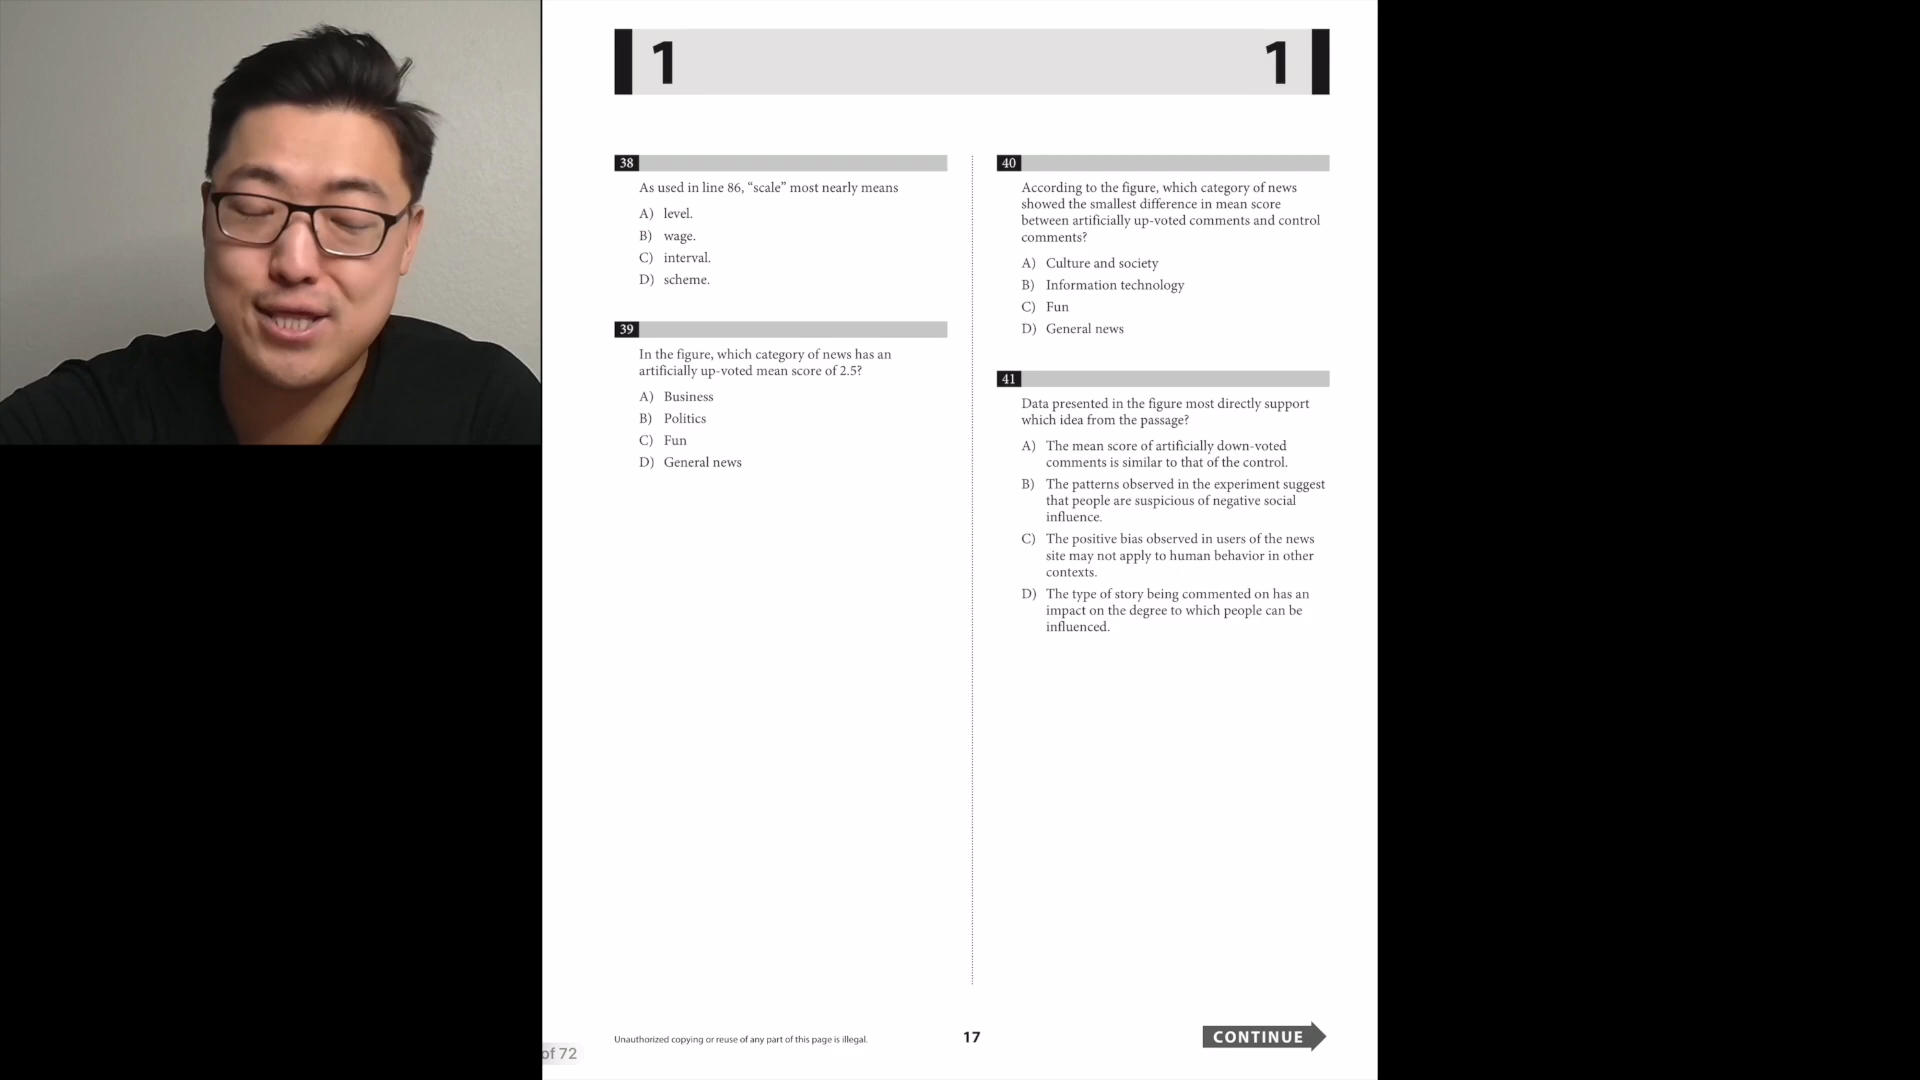 1 1
38
As used in line 86, “scale” most nearly means
A) level.
B) wage.
C) interval.
D) scheme.
39
In the figure, which category of news has an
artificially up-voted mean score of 2.5?
A) Business
B) Politics
C) Fun
D) General news
40
According to the figure, which category of news
showed the smallest difference in mean score
between artificially up-voted comments and control
comments?
A) Culture and society
B) Information technology
C) Fun
D) General news
41
Data presented in the figure most directly support
which idea from the passage?
A) The mean score of artificially down-voted
comments is similar to that of the control.
B) The patterns observed in the experiment suggest
that people are suspicious of negative social
influence.
C) The positive bias observed in users of the news
site may not apply to human behavior in other
contexts.
D) The type of story being commented on has an
impact on the degree to which people can be
influenced.
Unauthorized copying or reuse of any part of this page is illegal.
17
CONTINUE
of 72